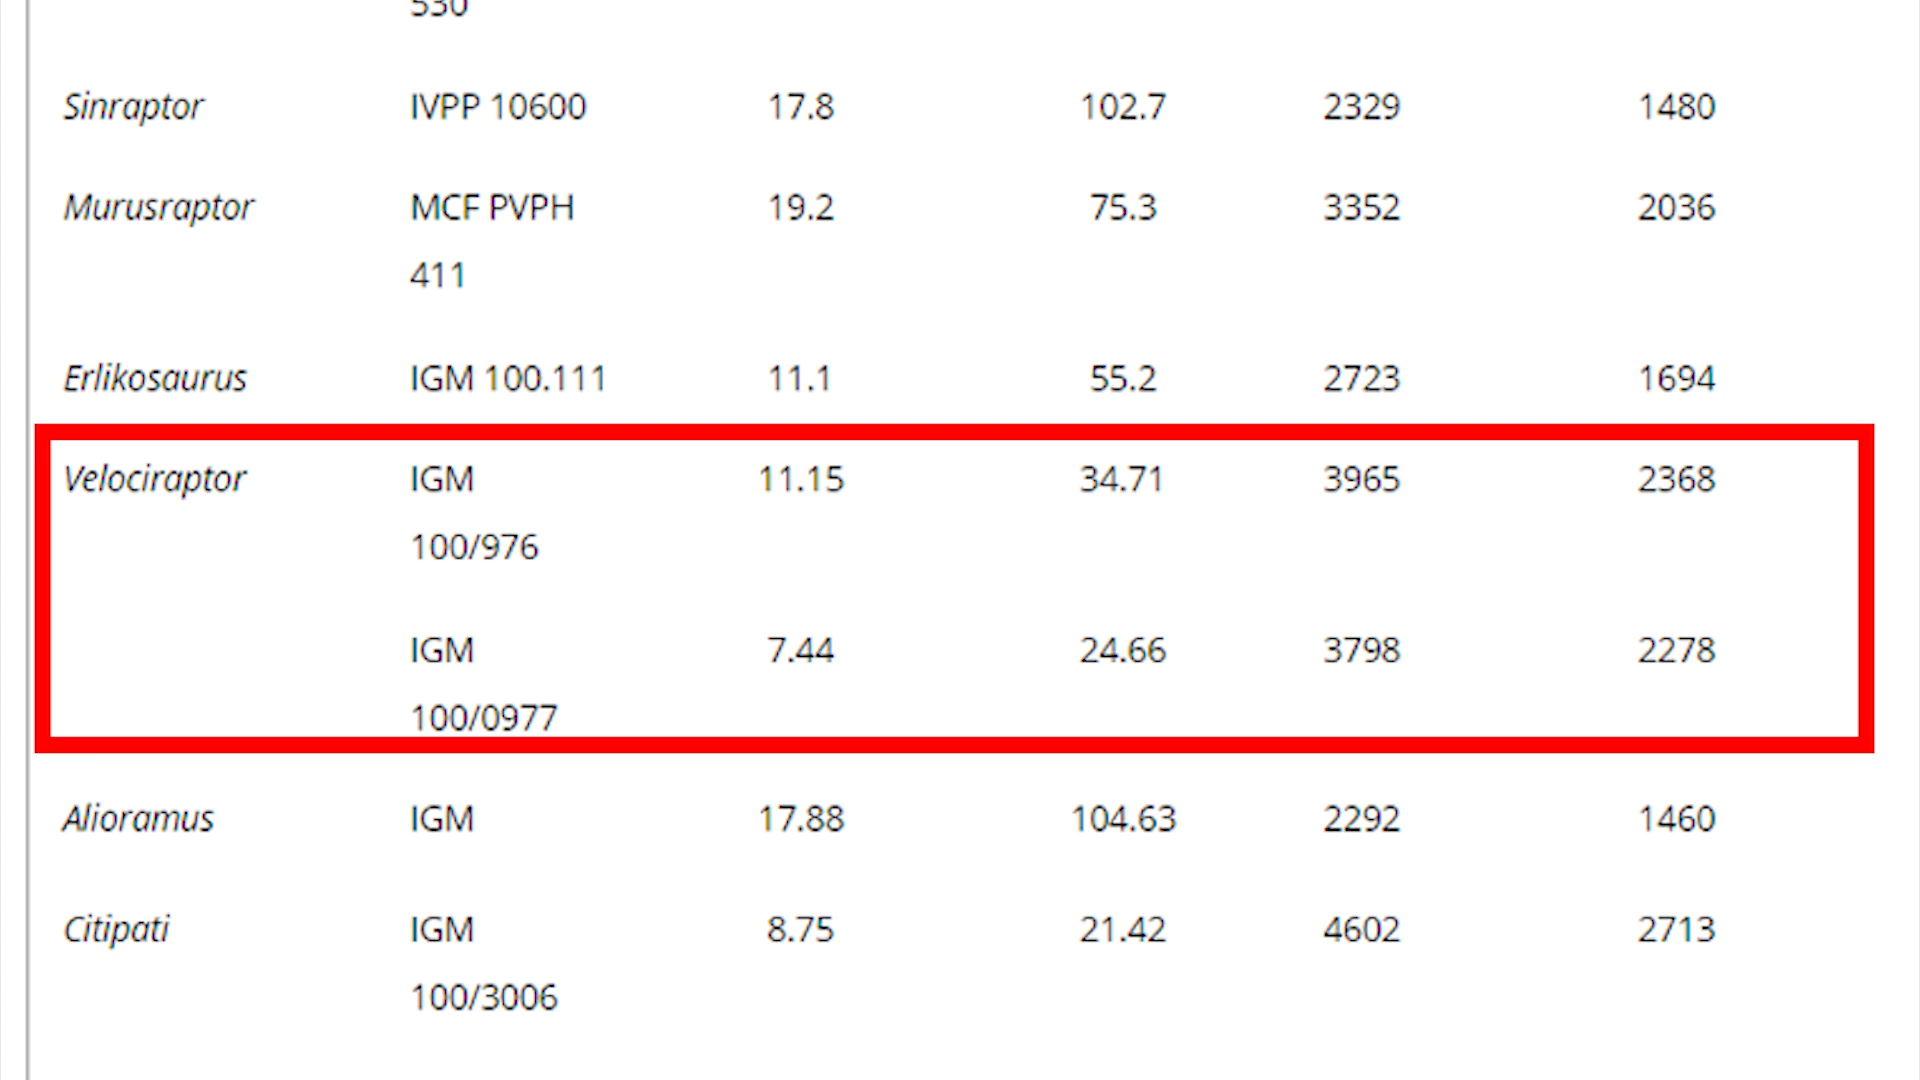 530
Sinraptor IVPP 10600 17.8 102.7 2329 1480
Murusraptor MCF PVPH 19.2 75.3 3352 2036
411
Erlikosaurus IGM 100.111 11.1 55.2 2723 1694
Velociraptor IGM 11.15 34.71 3965 2368
100/976
IGM 7.44 24.66 3798 2278
100/0977
Alioramus IGM 17.88 104.63 2292 1460
Citipati IGM 8.75 21.42 4602 2713
100/3006